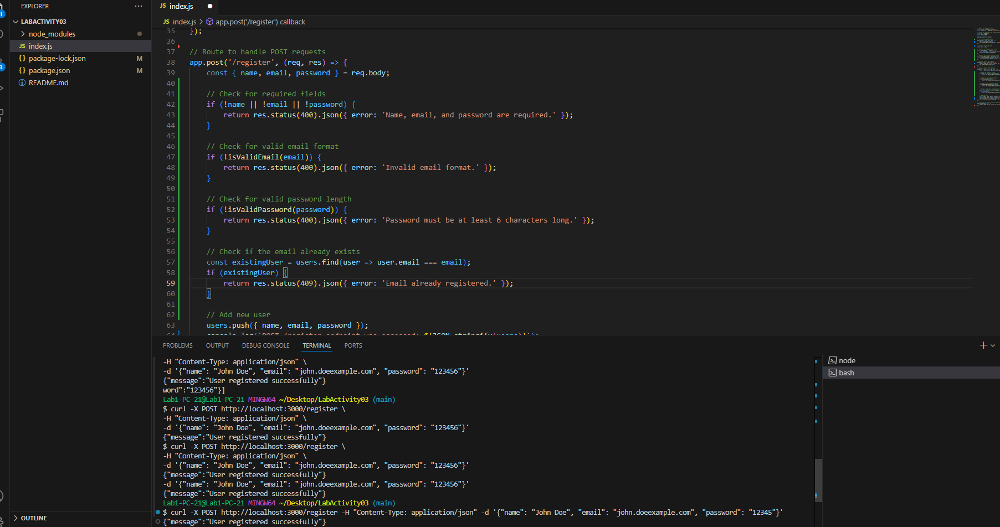 EXPLORER
LABACTIVITY03
node_modules
JS index.js
{} package-lock.json M
{} package.json M
README.md
OUTLINE
JS index.js
JS index.js > app.post('/register') callback
35 });
36
37 // Route to handle POST requests
38 app.post('/register', (req, res) => {
39 const { name, email, password } = req.body;
40
41 // Check for required fields
42 if (!name || !email || !password) {
43 return res.status(400).json({ error: 'Name, email, and password are required.' });
44 }
45
46 // Check for valid email format
47 if (!isValidEmail(email)) {
48 return res.status(400).json({ error: 'Invalid email format.' });
49 }
50
51 // Check for valid password length
52 if (!isValidPassword(password)) {
53 return res.status(400).json({ error: 'Password must be at least 6 characters long.' });
54 }
55
56 // Check if the email already exists
57 const existingUser = users.find(user => user.email === email);
58 if (existingUser) {
59 return res.status(409).json({ error: 'Email already registered.' });
60 }
61
62 // Add new user
63 users.push({ name, email, password });
64 console.log(`POST /register endpoint was accessed: ${JSON.stringify(users)}`);
PROBLEMS OUTPUT DEBUG CONSOLE TERMINAL PORTS
-H "Content-Type: application/json" \
-d '{"name": "John Doe", "email": "john.doeexample.com", "password": "123456"}'
{"message":"User registered successfully"}
word":"123456"}]
Lab1-PC-21@Lab1-PC-21 MINGW64 ~/Desktop/LabActivity03 (main)
$ curl -X POST http://localhost:3000/register \
-H "Content-Type: application/json" \
-d '{"name": "John Doe", "email": "john.doeexample.com", "password": "123456"}'
{"message":"User registered successfully"}
$ curl -X POST http://localhost:3000/register \
-H "Content-Type: application/json" \
-d '{"name": "John Doe", "email": "john.doeexample.com", "password": "123456"}'
{"message":"User registered successfully"}
-d '{"name": "John Doe", "email": "john.doeexample.com", "password": "123456"}'
{"message":"User registered successfully"}
Lab1-PC-21@Lab1-PC-21 MINGW64 ~/Desktop/LabActivity03 (main)
$ curl -X POST http://localhost:3000/register -H "Content-Type: application/json" -d '{"name": "John Doe", "email": "john.doeexample.com", "password": "12345"}'
{"message":"User registered successfully"}
node
bash